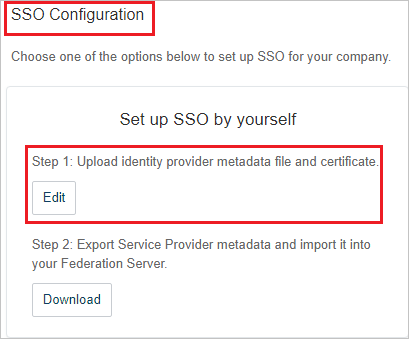 SSO Configuration
Choose one of the options below to set up SSO for your company.
Set up SSO by yourself
Step 1: Upload identity provider metadata file and certificate.
Edit
Step 2: Export Service Provider metadata and import it into
your Federation Server.
Download